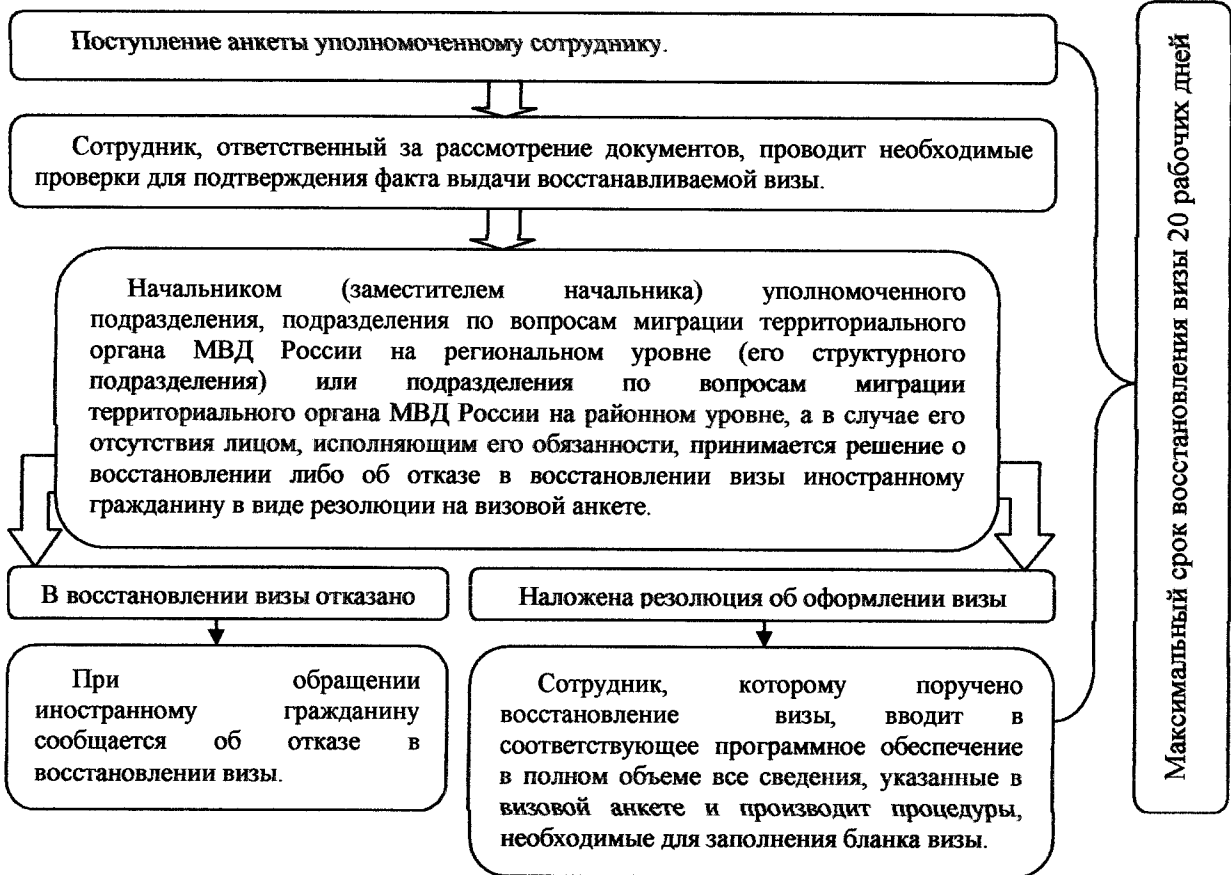 Поступление анкеты уполномоченному сотруднику.
Сотрудник, ответственный за рассмотрение документов, проводит необходимые
проверки для подтверждения факта выдачи восстанавливаемой визы.
Начальником (заместителем начальника) уполномоченного
подразделения, подразделения по вопросам миграции территориального
органа МВД России на региональном уровне (его структурного
подразделения) или подразделения по вопросам миграции
территориального органа МВД России на районном уровне, а в случае его
отсутствия лицом, исполняющим его обязанности, принимается решение о
восстановлении либо об отказе в восстановлении визы иностранному
гражданину в виде резолюции на визовой анкете.
В восстановлении визы отказано
При обращении
иностранному гражданину
сообщается об отказе в
восстановлении визы.
Наложена резолюция об оформлении визы
Сотрудник, которому поручено
восстановление визы, вводит в
соответствующее программное обеспечение
в полном объеме все сведения, указанные в
визовой анкете и производит процедуры,
необходимые для заполнения бланка визы.
Максимальный срок восстановления визы 20 рабочих дней